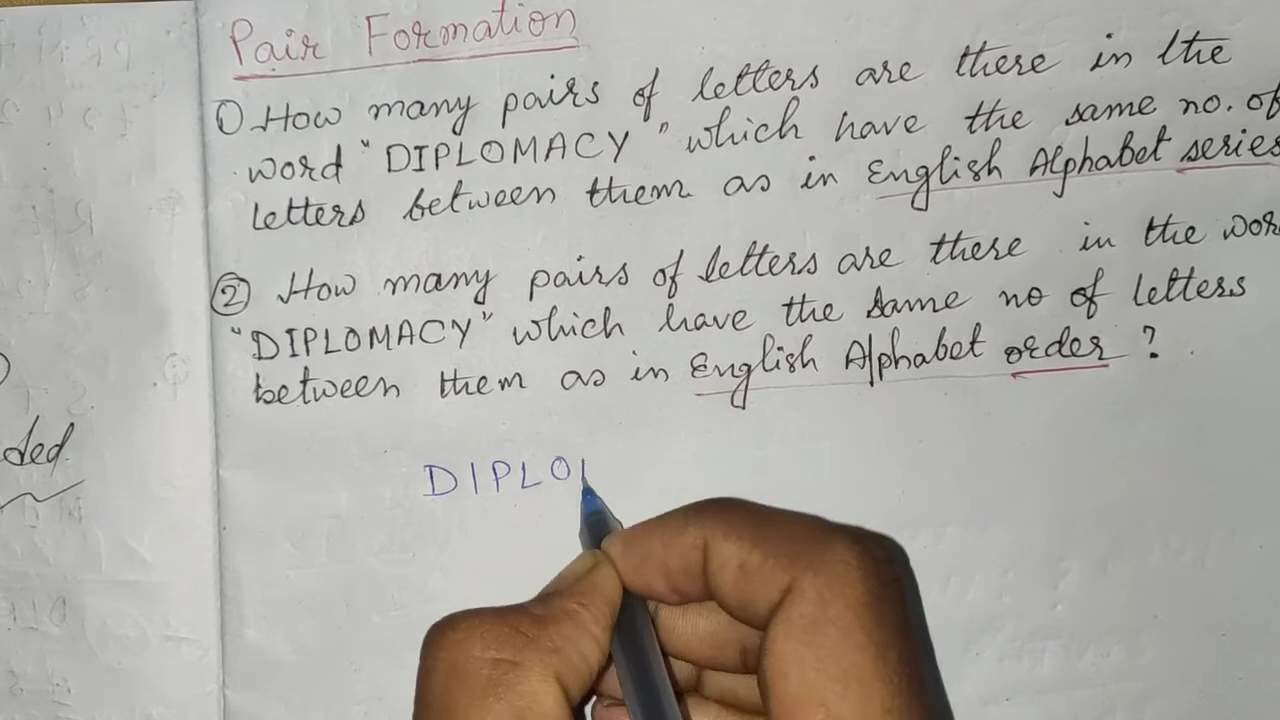 Pair Formation
1) How many pairs of letters are there in the
word "DIPLOMACY" which have the same no. of
letters between them as in English Alphabet series
2 How many pairs of letters are there in the wor
"DIPLOMACY" which have the same no of letters
between them as in English Alphabet order ?
ded.
DIPLO